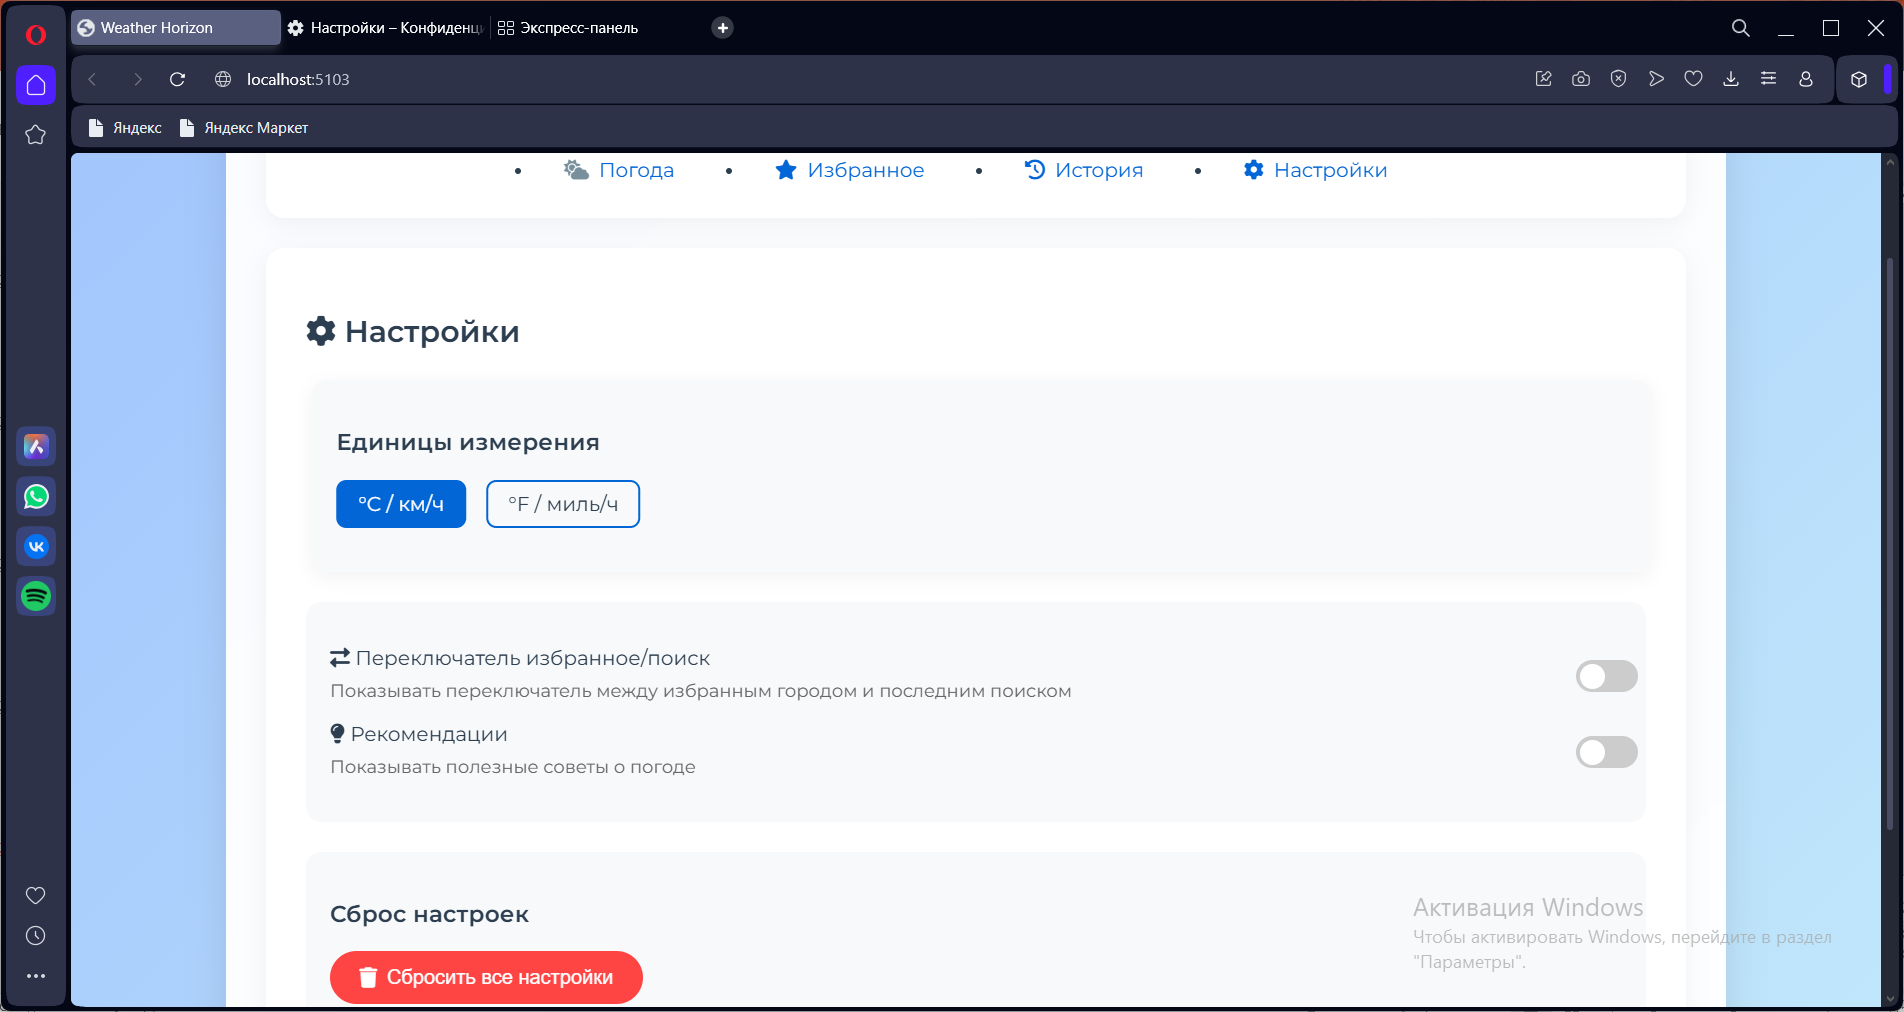 Weather Horizon
Настройки – Конфиденц
Экспресс-панель
localhost:5103
Яндекс
Яндекс Маркет
Погода
Избранное
История
Настройки
Настройки
Единицы измерения
°C / км/ч
°F / миль/ч
Переключатель избранное/поиск
Показывать переключатель между избранным городом и последним поиском
Рекомендации
Показывать полезные советы о погоде
Сброс настроек
Сбросить все настройки
Активация Windows
Чтобы активировать Windows, перейдите в раздел
"Параметры".